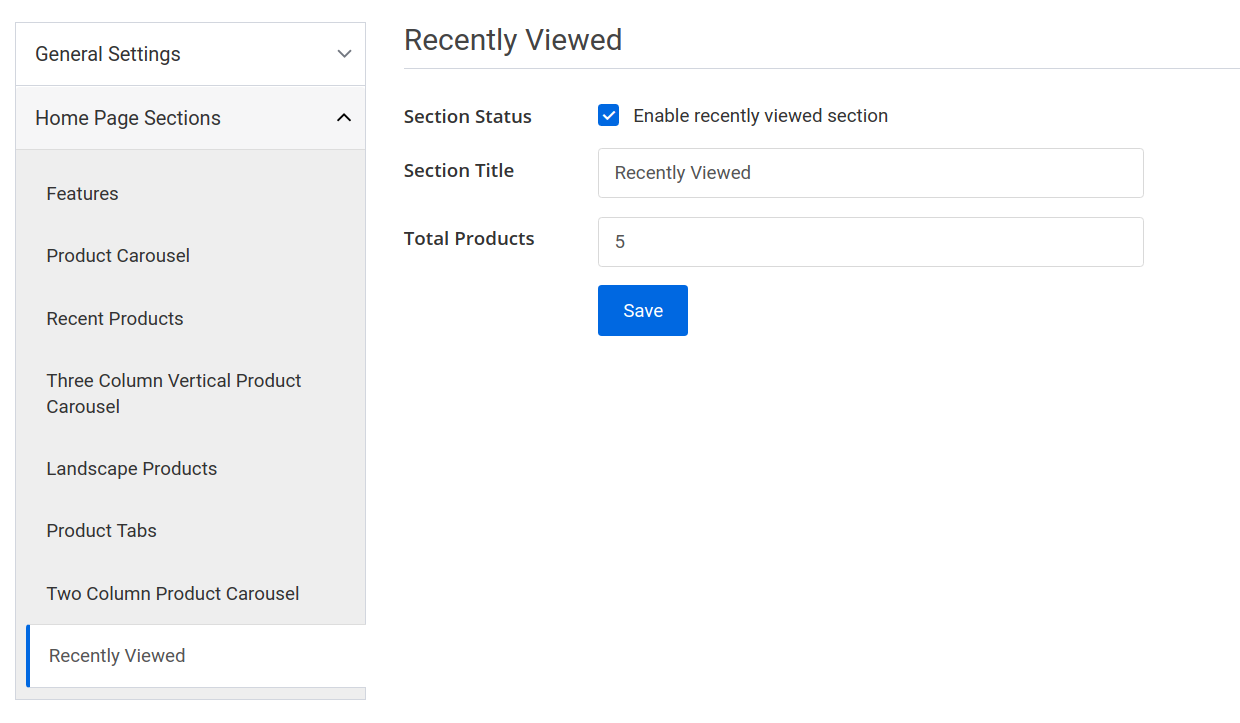 General Settings
Home Page Sections
Features
Product Carousel
Recent Products
Three Column Vertical Product
Carousel
Landscape Products
Product Tabs
Two Column Product Carousel
Recently Viewed
Recently Viewed
Section Status
Enable recently viewed section
Section Title
Recently Viewed
Total Products
5
Save